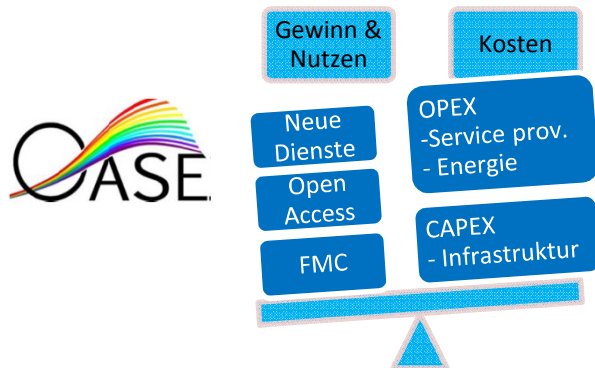 OASE
Gewinn &
Nutzen
Kosten
Neue
Dienste
Open
Access
FMC
OPEX
-Service prov.
- Energie
CAPEX
- Infrastruktur